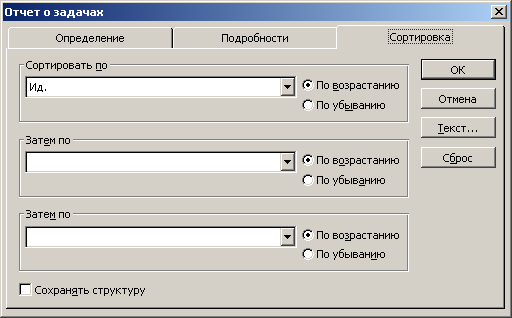 Отчет о задачах
Определение Подробности Сортировка
Сортировать по
Ид.
По возрастанию
По убыванию
Затем по
По возрастанию
По убыванию
Затем по
По возрастанию
По убыванию
Сохранять структуру
ОК
Отмена
Текст...
Сброс